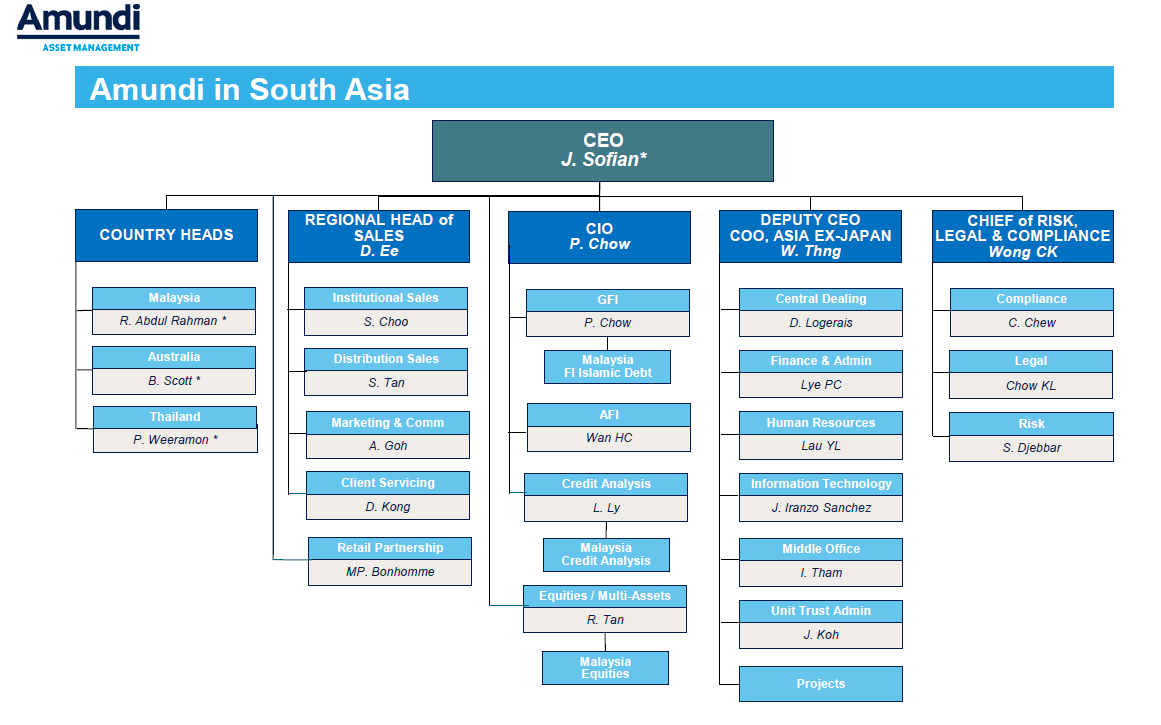 Amundi
ASSET MANAGEMENT
Amundi in South Asia
CEO
J. Sofian*
COUNTRY HEADS
Malaysia
R. Abdul Rahman *
Australia
B. Scott *
Thailand
P. Weeramon *
REGIONAL HEAD of
SALES
D. Ee
Institutional Sales
S. Choo
Distribution Sales
S. Tan
Marketing & Comm
A. Goh
Client Servicing
D. Kong
Retail Partnership
MP. Bonhomme
CIO
P. Chow
GFI
P. Chow
Malaysia
FI Islamic Debt
AFI
Wan HC
Credit Analysis
L. Ly
Malaysia
Credit Analysis
Equities / Multi-Assets
R. Tan
Malaysia
Equities
DEPUTY CEO
COO, ASIA EX-JAPAN
W. Thng
Central Dealing
D. Logerais
Finance & Admin
Lye PC
Human Resources
Lau YL
Information Technology
J. Iranzo Sanchez
Middle Office
I. Tham
Unit Trust Admin
J. Koh
Projects
CHIEF of RISK,
LEGAL & COMPLIANCE
Wong CK
Compliance
C. Chew
Legal
Chow KL
Risk
S. Djebbar